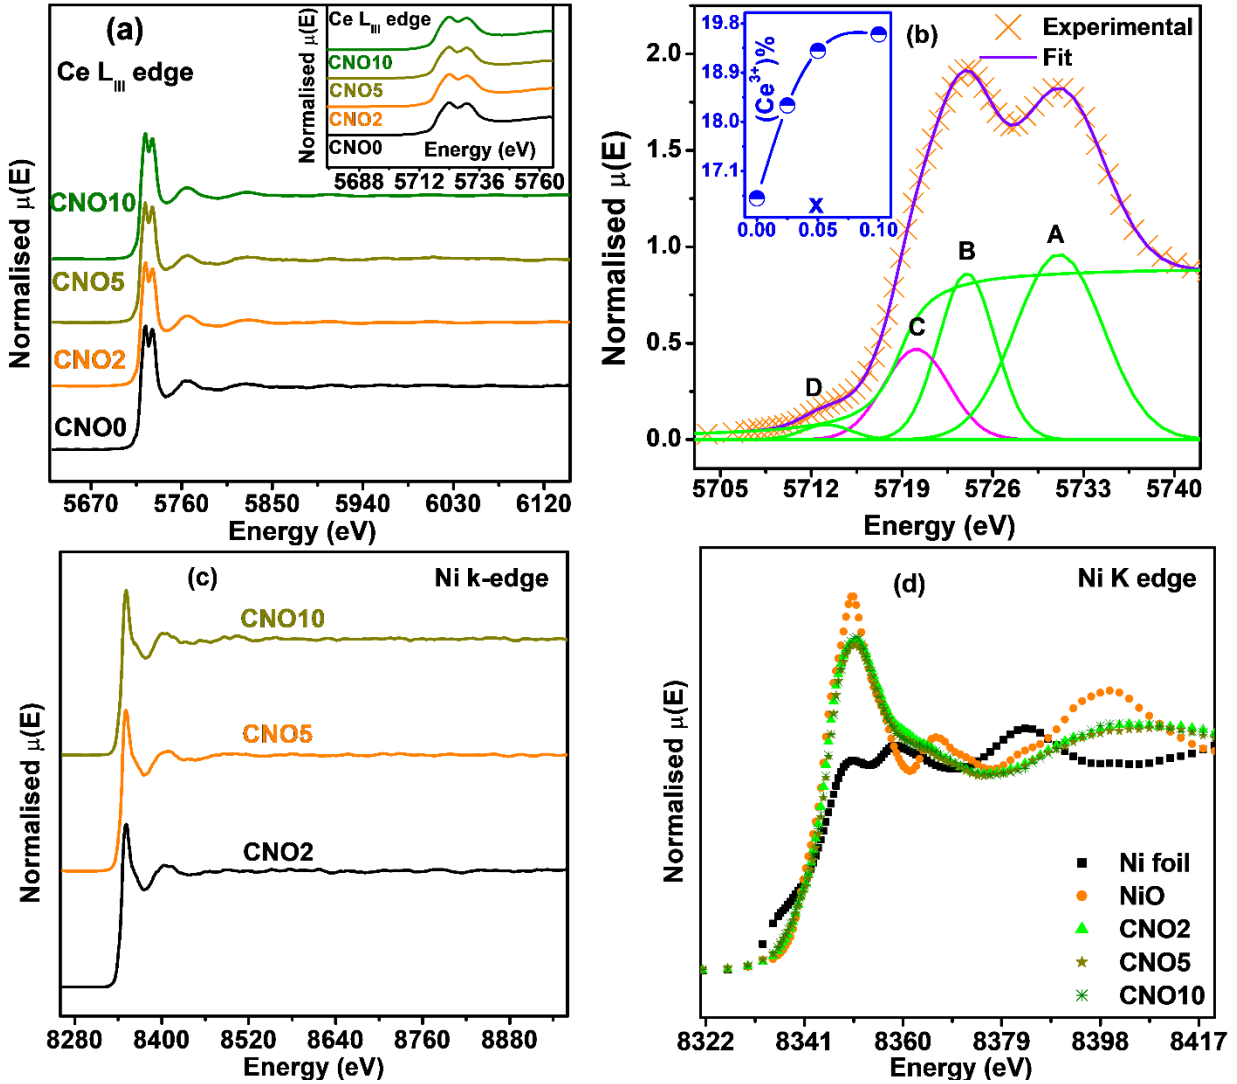 (a)
Ce L_III edge
Normalised μ(E)
CNO10
CNO5
CNO2
CNO0
5670 5760 5850 5940 6030 6120
Energy (eV)
Ce L_III edge
Normalised μ(E)
CNO10
CNO5
CNO2
CNO0
Energy (eV)
5688 5712 5736 5760
(b)
Experimental
Fit
Normalised μ(E)
2.0
1.5
1.0
0.5
0.0
A
B
C
D
5705 5712 5719 5726 5733 5740
Energy (eV)
19.8
18.9
18.0
17.1
(Ce³⁺)%
x
0.00 0.05 0.10
(c)
Ni k-edge
Normalised μ(E)
CNO10
CNO5
CNO2
8280 8400 8520 8640 8760 8880
Energy (eV)
(d)
Ni K edge
Normalised μ(E)
Ni foil
NiO
CNO2
CNO5
CNO10
8322 8341 8360 8379 8398 8417
Energy (eV)